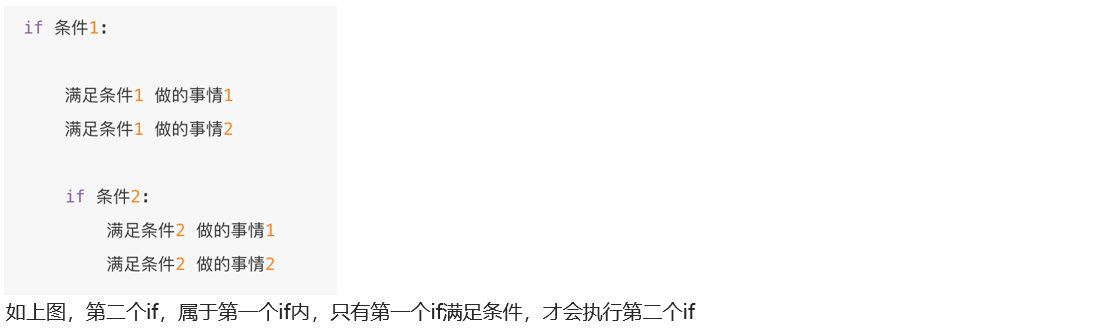 if 条件1:
满足条件1 做的事情1
满足条件1 做的事情2
if 条件2:
满足条件2 做的事情1
满足条件2 做的事情2
如上图，第二个if，属于第一个if内，只有第一个if满足条件，才会执行第二个if